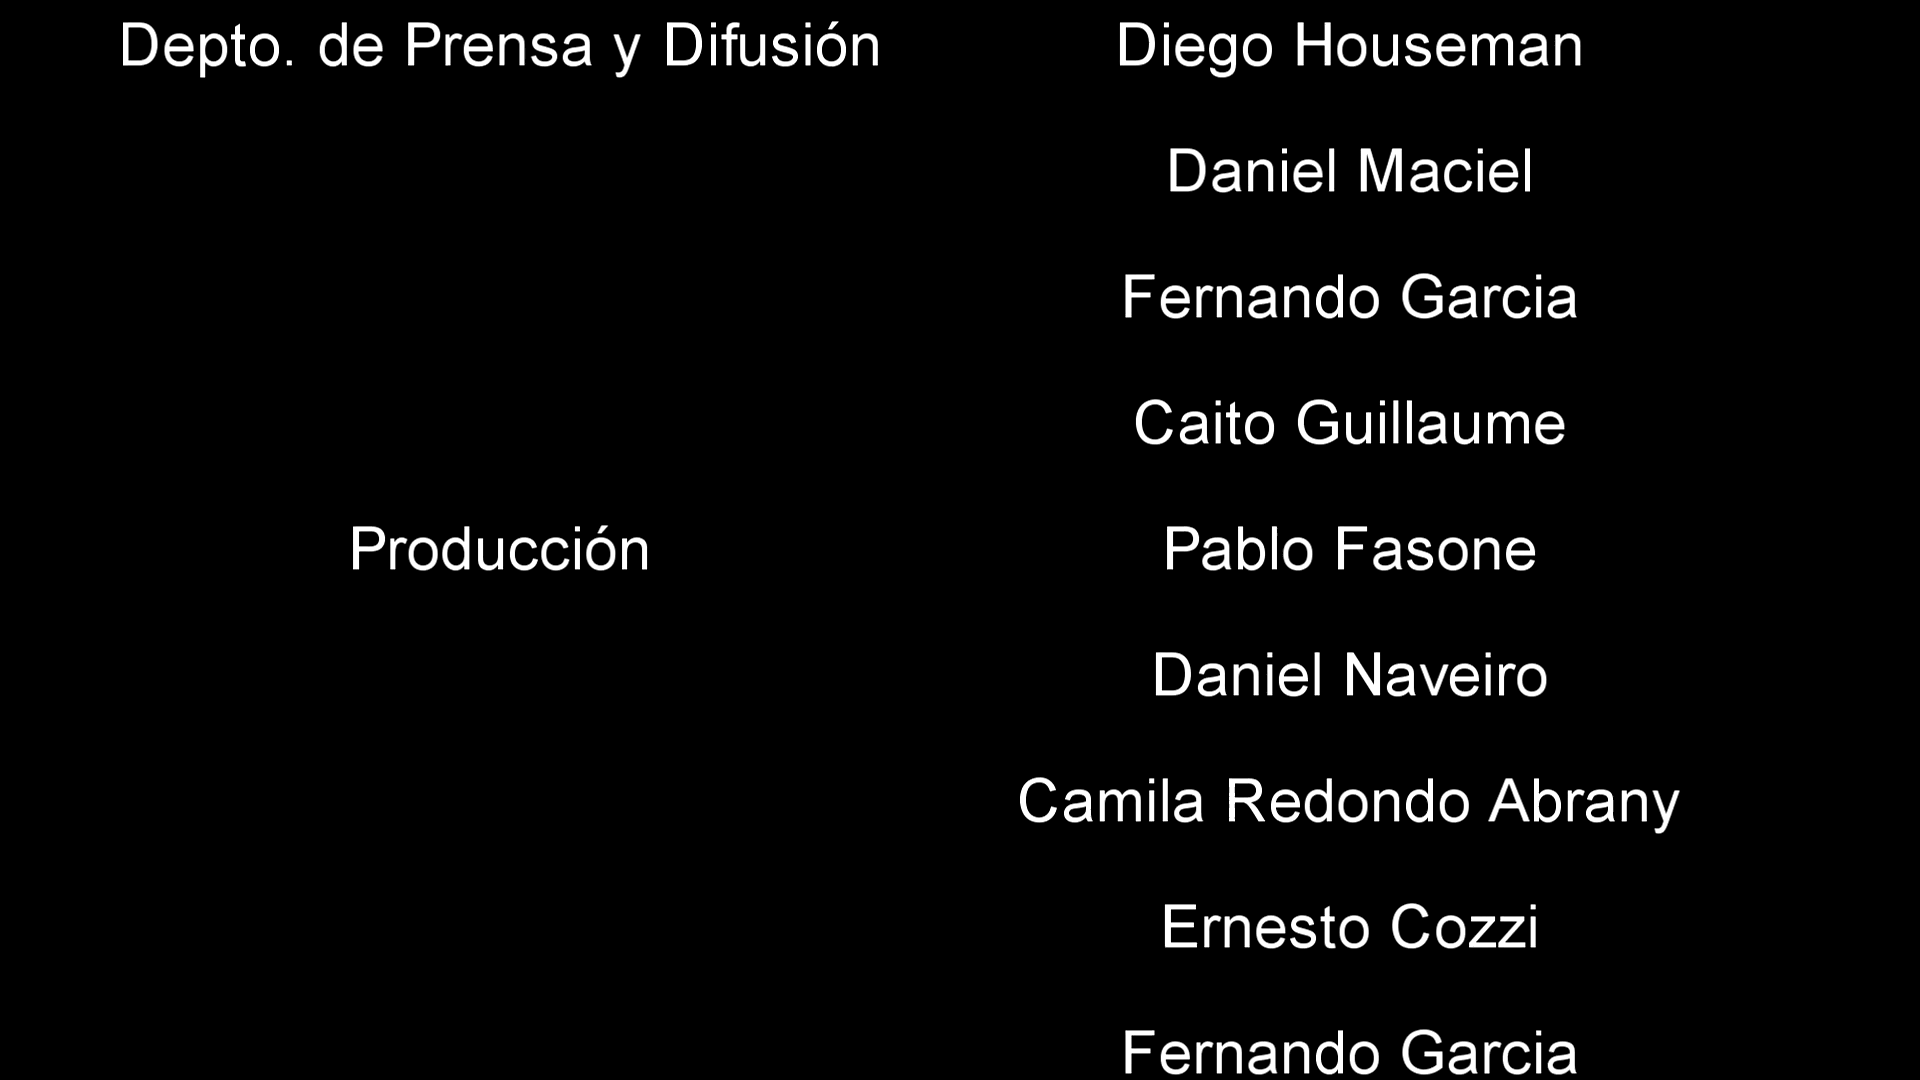 Depto. de Prensa y Difusión Diego Houseman
Daniel Maciel
Fernando Garcia
Caito Guillaume
Producción Pablo Fasone
Daniel Naveiro
Camila Redondo Abrany
Ernesto Cozzi
Fernando Garcia